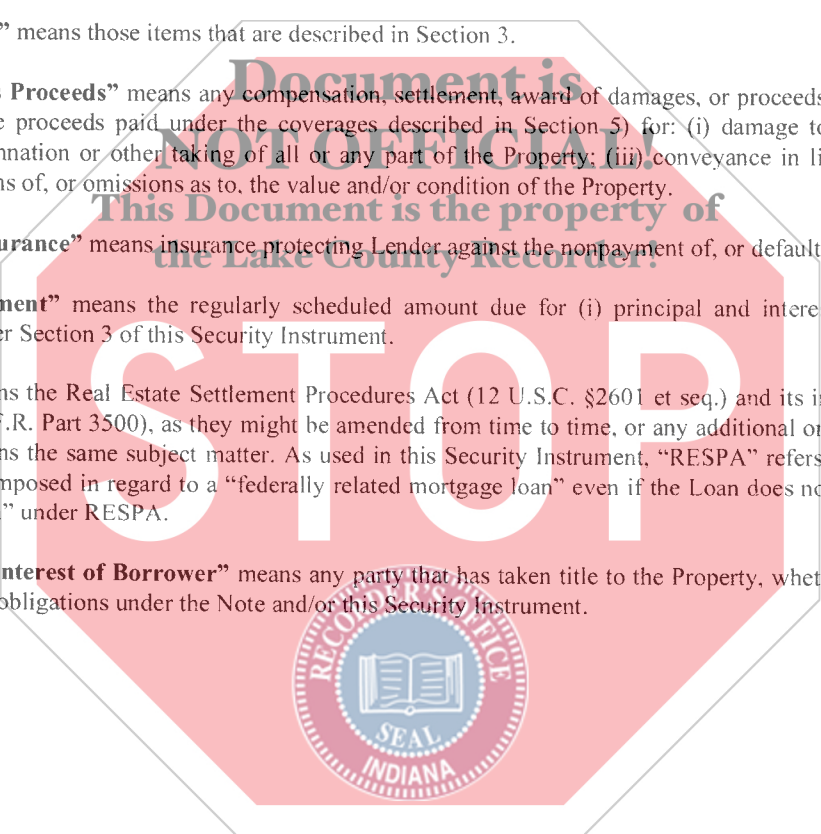 ” means those items that are described in Section 3.
Document is
s Proceeds” means any compensation, settlement, award of damages, or proceeds
e proceeds paid under the coverages described in Section 5) for: (i) damage to
NOT OFFICIAL!
nnation or other taking of all or any part of the Property; (iii) conveyance in li
ns of, or omissions as to, the value and/or condition of the Property.
This Document is the property of
urance” means insurance protecting Lender against the nonpayment of, or default
the Lake County Recorder!
ment” means the regularly scheduled amount due for (i) principal and intere
er Section 3 of this Security Instrument.
STOP
ns the Real Estate Settlement Procedures Act (12 U.S.C. §2601 et seq.) and its i
F.R. Part 3500), as they might be amended from time to time, or any additional or
ns the same subject matter. As used in this Security Instrument, “RESPA” refers
mposed in regard to a “federally related mortgage loan” even if the Loan does no
” under RESPA.
nterest of Borrower” means any party that has taken title to the Property, whet
obligations under the Note and/or this Security Instrument.
RECORDER'S OFFICE
SEAL
INDIANA